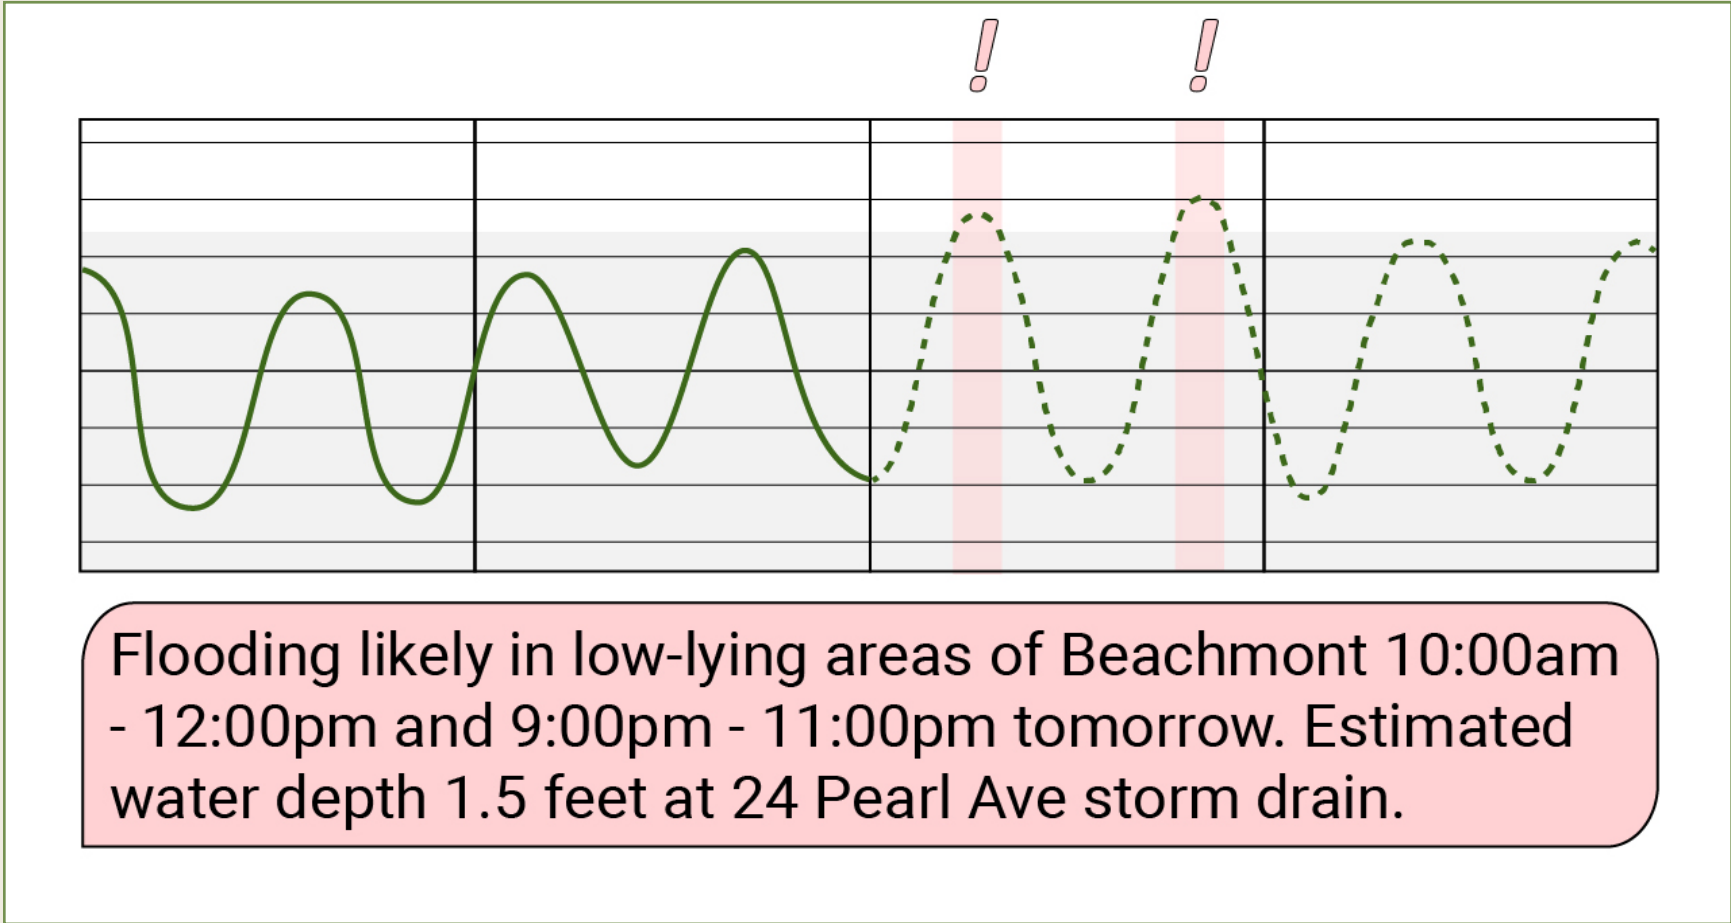 ! !
Flooding likely in low-lying areas of Beachmont 10:00am
- 12:00pm and 9:00pm - 11:00pm tomorrow. Estimated
water depth 1.5 feet at 24 Pearl Ave storm drain.